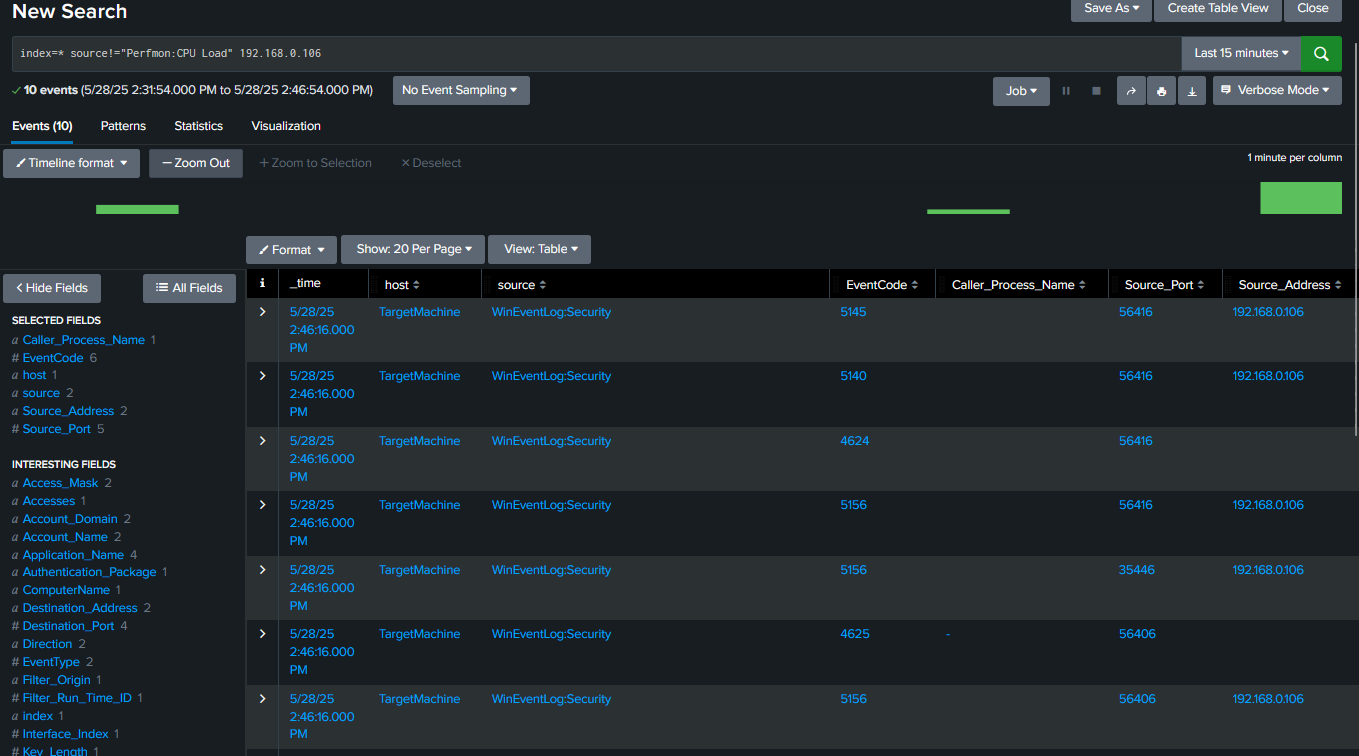 New Search
Save As ▾ Create Table View Close
index=* source!="Perfmon:CPU Load" 192.168.0.106
Last 15 minutes ▾
✓ 10 events (5/28/25 2:31:54.000 PM to 5/28/25 2:46:54.000 PM) No Event Sampling ▾ Job ▾ Verbose Mode ▾
Events (10) Patterns Statistics Visualization
Timeline format ▾ — Zoom Out + Zoom to Selection × Deselect 1 minute per column
Format ▾ Show: 20 Per Page ▾ View: Table ▾
< Hide Fields All Fields
SELECTED FIELDS
a Caller_Process_Name 1
# EventCode 6
a host 1
a source 2
a Source_Address 2
# Source_Port 5
INTERESTING FIELDS
a Access_Mask 2
a Accesses 1
a Account_Domain 2
a Account_Name 2
a Application_Name 4
a Authentication_Package 1
a ComputerName 1
a Destination_Address 2
# Destination_Port 4
a Direction 2
# EventType 2
a Filter_Origin 1
# Filter_Run_Time_ID 1
a index 1
# Interface_Index 1
# Key_Length 1
i _time host source EventCode Caller_Process_Name Source_Port Source_Address
> 5/28/25 TargetMachine WinEventLog:Security 5145 56416 192.168.0.106
2:46:16.000
PM
> 5/28/25 TargetMachine WinEventLog:Security 5140 56416 192.168.0.106
2:46:16.000
PM
> 5/28/25 TargetMachine WinEventLog:Security 4624 56416
2:46:16.000
PM
> 5/28/25 TargetMachine WinEventLog:Security 5156 56416 192.168.0.106
2:46:16.000
PM
> 5/28/25 TargetMachine WinEventLog:Security 5156 35446 192.168.0.106
2:46:16.000
PM
> 5/28/25 TargetMachine WinEventLog:Security 4625 - 56406
2:46:16.000
PM
> 5/28/25 TargetMachine WinEventLog:Security 5156 56406 192.168.0.106
2:46:16.000
PM